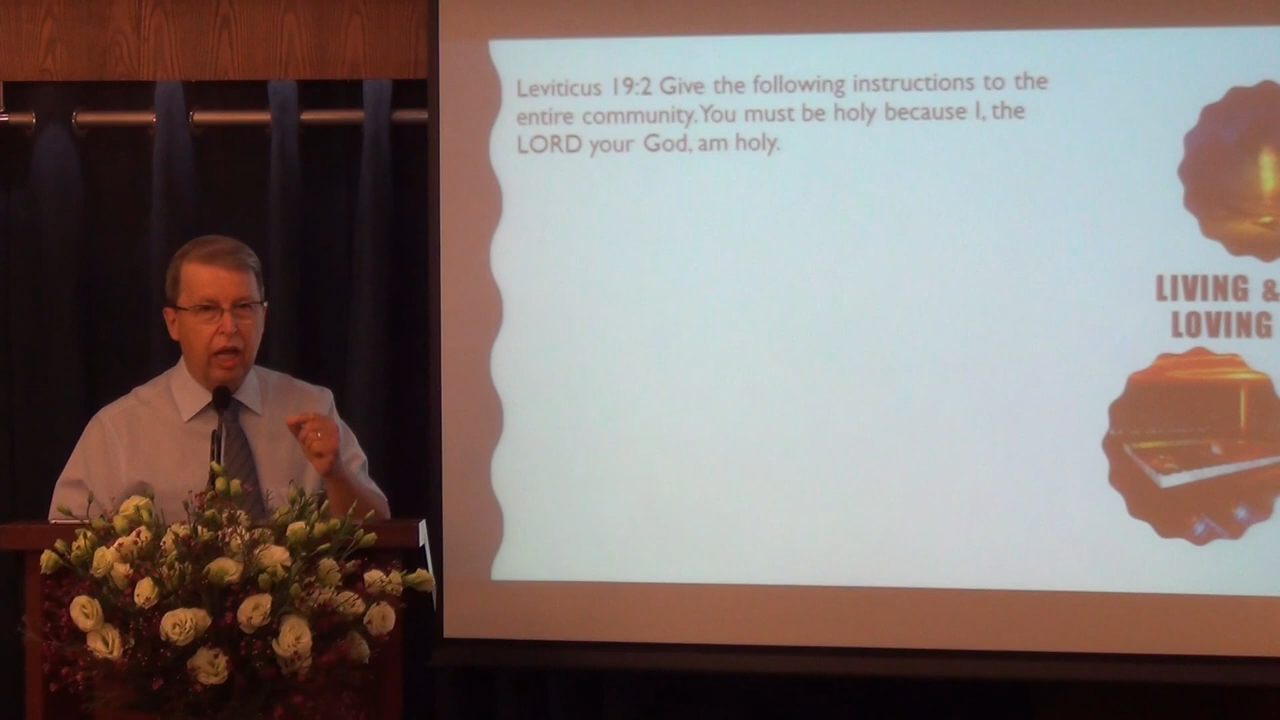 Leviticus 19:2 Give the following instructions to the
entire community. You must be holy because I, the
LORD your God, am holy.
LIVING &
LOVING